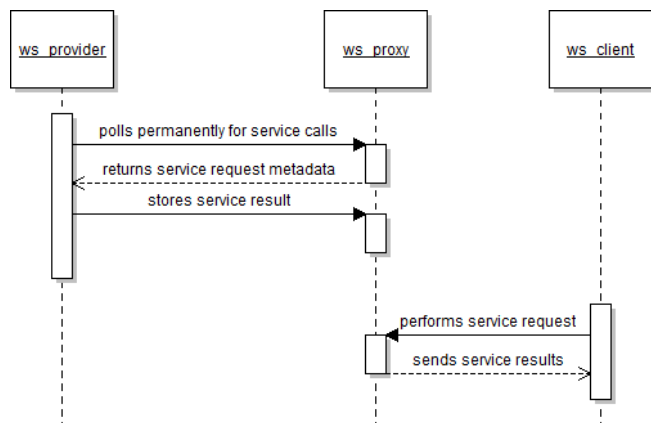 ws_provider
ws_proxy
ws_client
polls permanently for service calls
returns service request metadata
stores service result
performs service request
sends service results